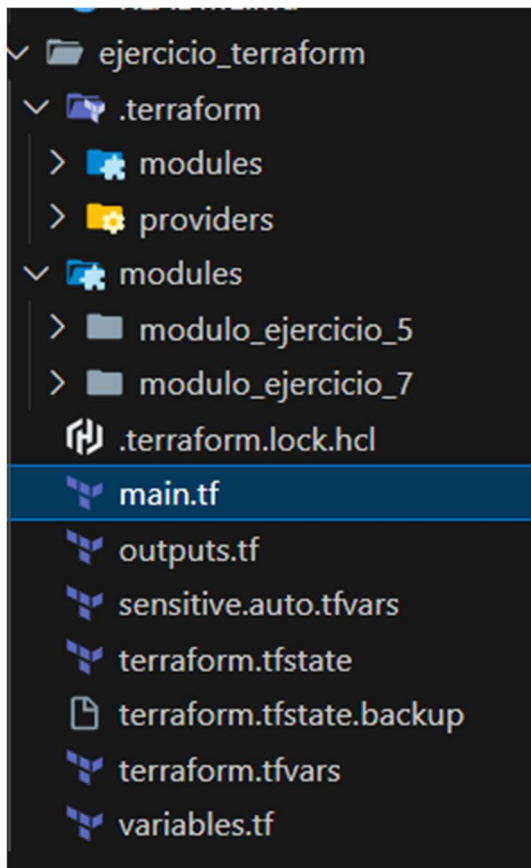 ejercicio_terraform
.terraform
modules
providers
modules
modulo_ejercicio_5
modulo_ejercicio_7
.terraform.lock.hcl
main.tf
outputs.tf
sensitive.auto.tfvars
terraform.tfstate
terraform.tfstate.backup
terraform.tfvars
variables.tf